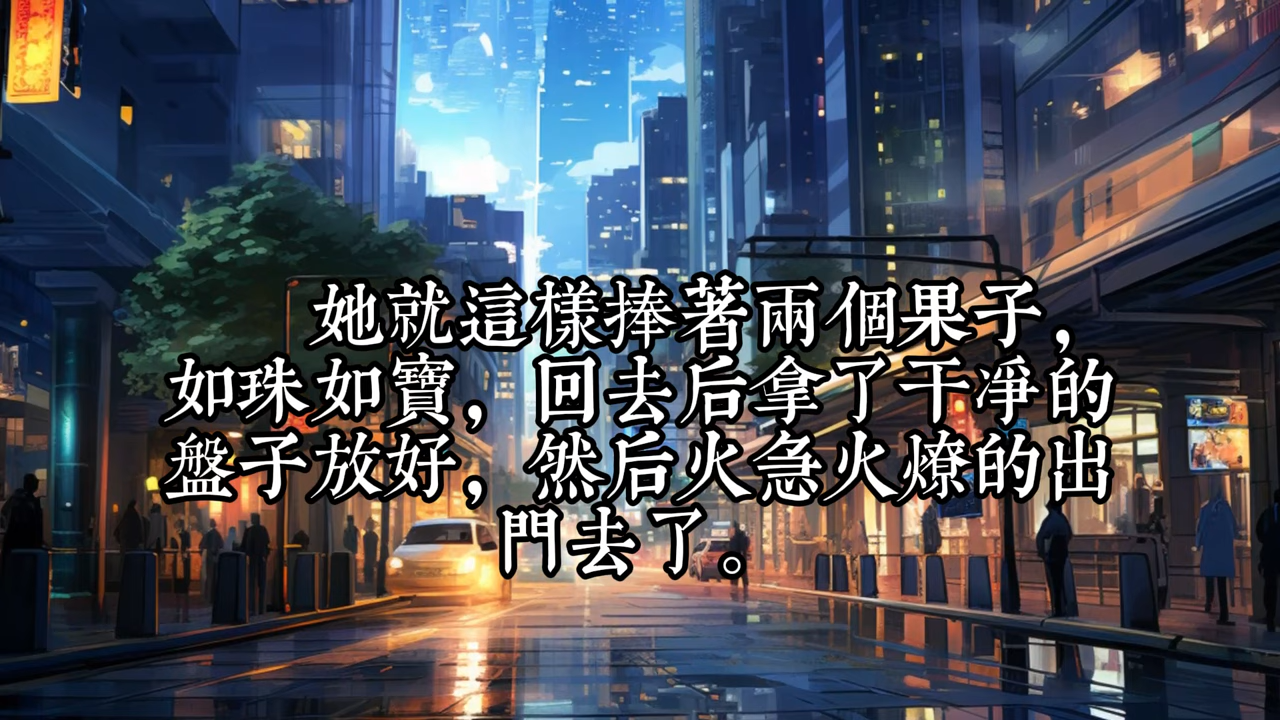 她就這樣捧著兩個果子，
如珠如寶，回去后拿了干凈的
盤子放好，然后火急火燎的出
門去了。